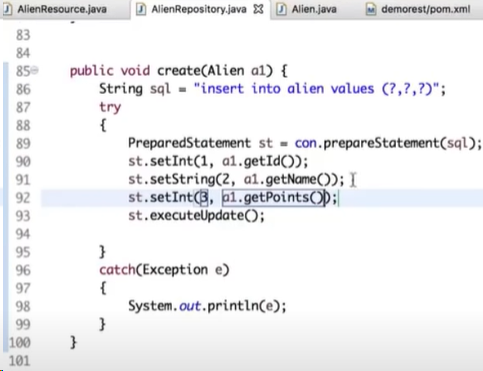 AlienResource.java AlienRepository.java Alien.java demorest/pom.xml
83
84
85 public void create(Alien a1) {
86 String sql = "insert into alien values (?,?,?)";
87 try
88 {
89 PreparedStatement st = con.prepareStatement(sql);
90 st.setInt(1, a1.getId());
91 st.setString(2, a1.getName());
92 st.setInt(3, a1.getPoints());
93 st.executeUpdate();
94
95 }
96 catch(Exception e)
97 {
98 System.out.println(e);
99 }
100 }
101